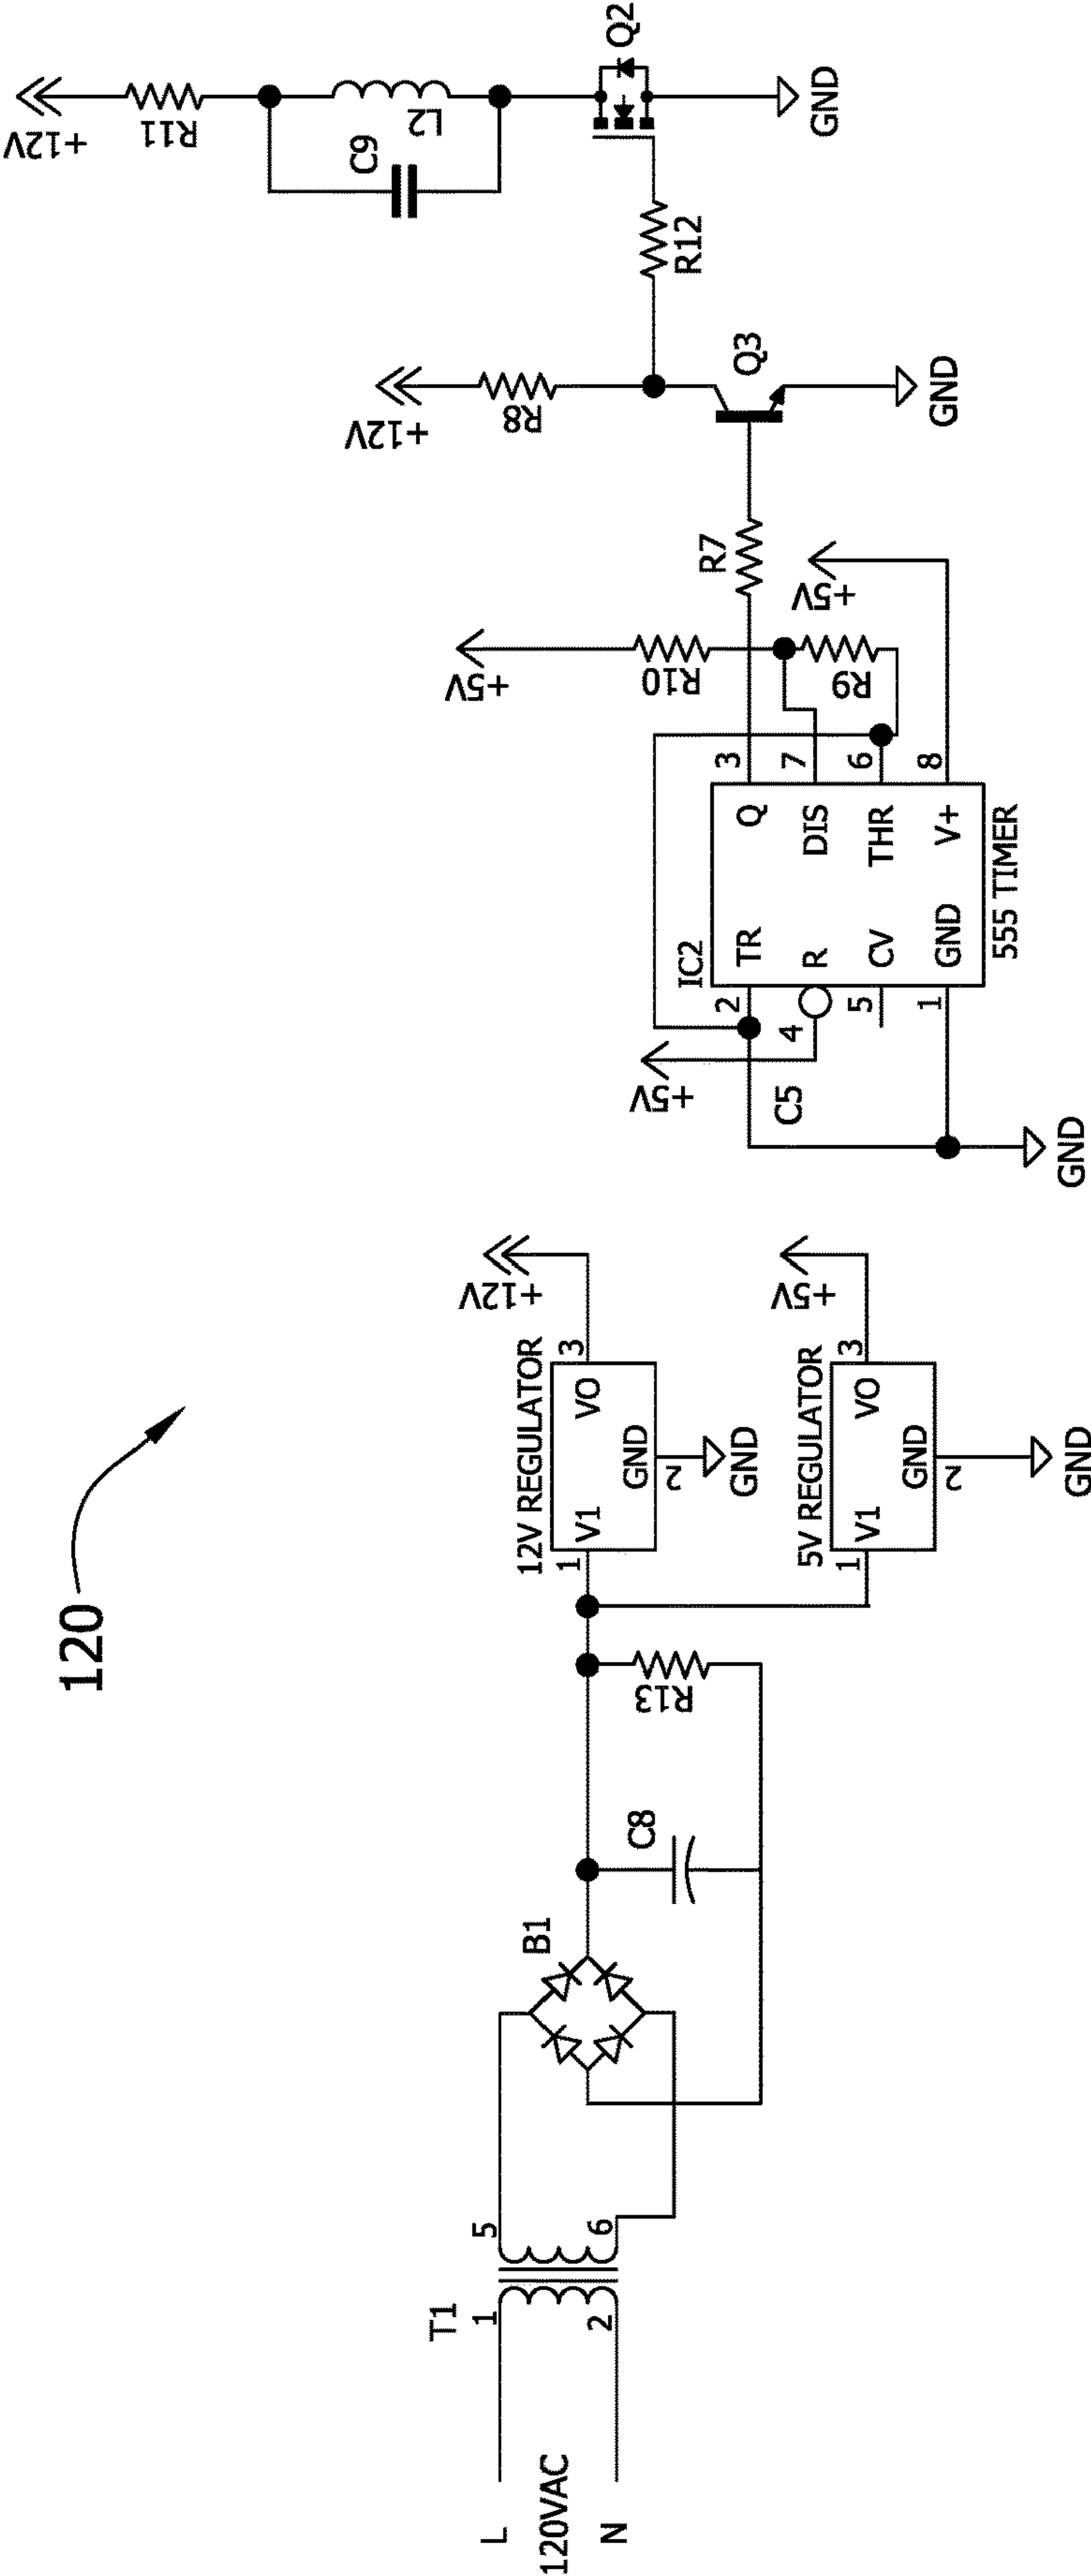 120
L
120VAC
N
T1
1
2
5
6
B1
C8
R13
12V REGULATOR
1
V1
VO
3
GND
2
GND
+12V
5V REGULATOR
1
V1
VO
3
GND
2
GND
+5V
GND
C5
+5V
IC2
2
TR
4
R
5
CV
1
GND
Q
3
DIS
7
THR
6
V+
8
555 TIMER
+5V
R10
R9
+5V
R7
+12V
R8
Q3
GND
R12
+12V
R11
C9
L2
Q2
GND